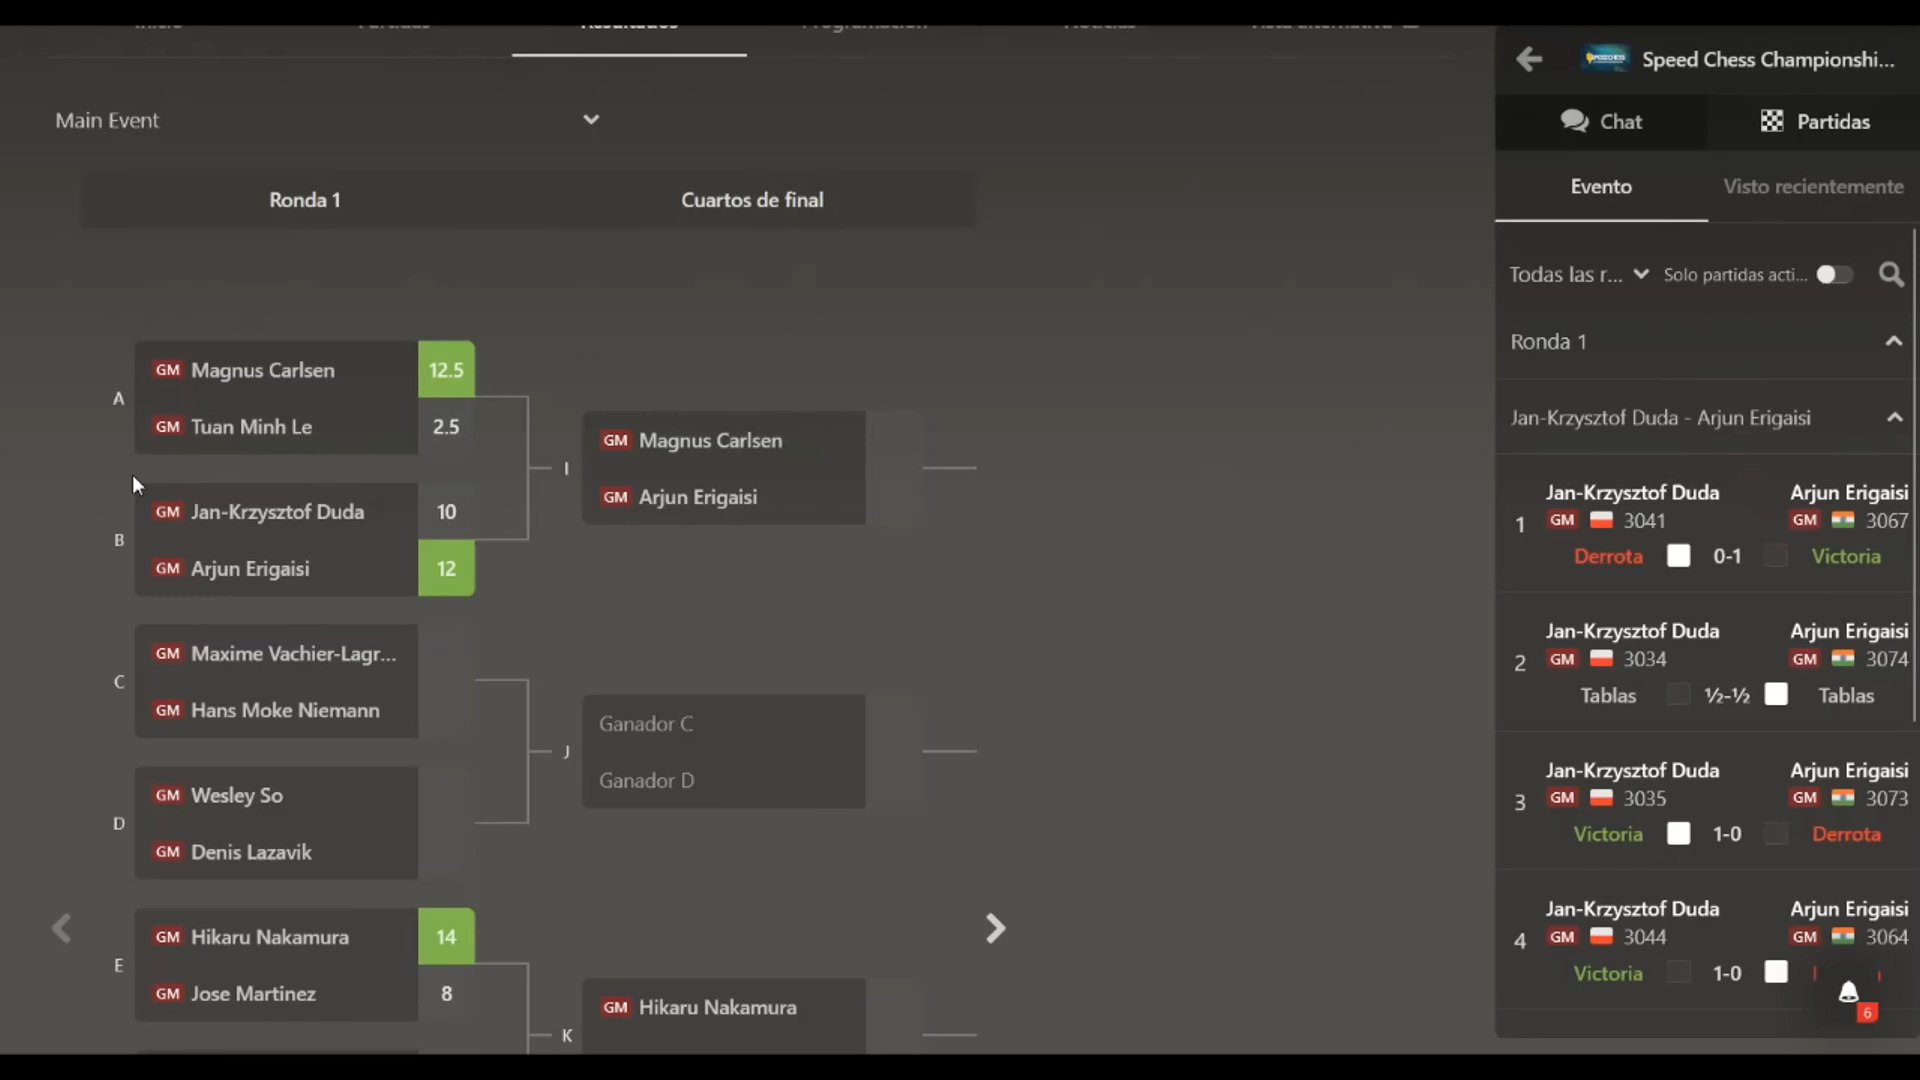 Inicio Partidas Resultados Programación Noticias Vista alternativa
Main Event
Ronda 1 Cuartos de final
A
GM Magnus Carlsen 12.5
GM Tuan Minh Le 2.5
B
GM Jan-Krzysztof Duda 10
GM Arjun Erigaisi 12
I
GM Magnus Carlsen
GM Arjun Erigaisi
C
GM Maxime Vachier-Lagr...
GM Hans Moke Niemann
D
GM Wesley So
GM Denis Lazavik
J
Ganador C
Ganador D
E
GM Hikaru Nakamura 14
GM Jose Martinez 8
K
GM Hikaru Nakamura
Speed Chess Championshi...
Chat Partidas
Evento Visto recientemente
Todas las r... Solo partidas acti...
Ronda 1
Jan-Krzysztof Duda - Arjun Erigaisi
Jan-Krzysztof Duda Arjun Erigaisi
1 GM 3041 GM 3067
Derrota 0-1 Victoria
Jan-Krzysztof Duda Arjun Erigaisi
2 GM 3034 GM 3074
Tablas ½-½ Tablas
Jan-Krzysztof Duda Arjun Erigaisi
3 GM 3035 GM 3073
Victoria 1-0 Derrota
Jan-Krzysztof Duda Arjun Erigaisi
4 GM 3044 GM 3064
Victoria 1-0
6